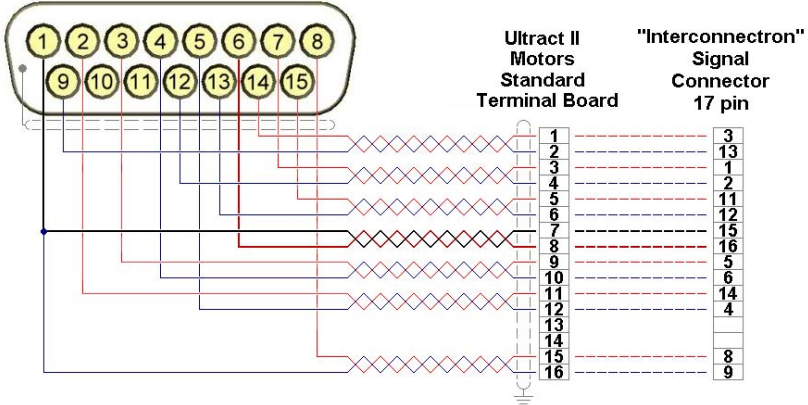 1 2 3 4 5 6 7 8
9 10 11 12 13 14 15
Ultract II
Motors
Standard
Terminal Board
"Interconnectron"
Signal
Connector
17 pin
1 3
2 13
3 1
4 2
5 11
6 12
7 15
8 16
9 5
10 6
11 14
12 4
13
14
15 8
16 9